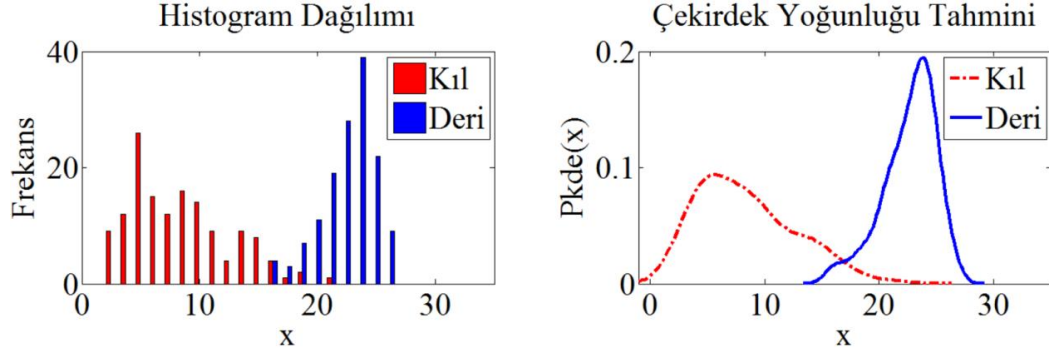 Histogram Dağılımı
40
20
0
0 10 20 30
Frekans
x
Kıl
Deri
Çekirdek Yoğunluğu Tahmini
0.2
0.1
0
0 10 20 30
Pkde(x)
x
Kıl
Deri